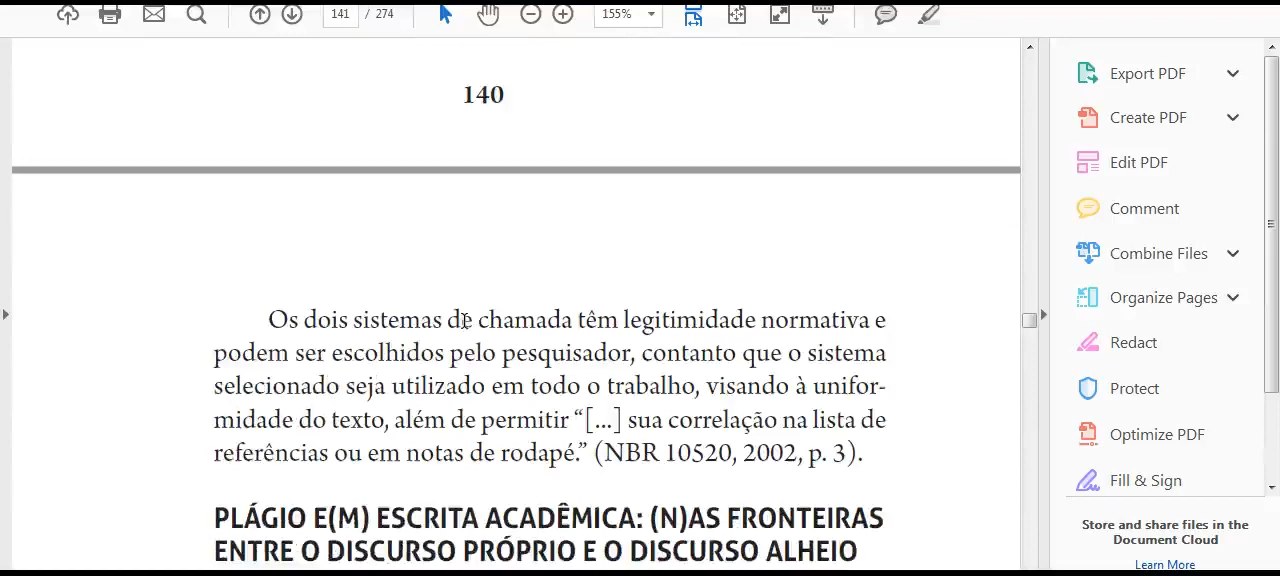 141 / 274
155%
140
Os dois sistemas de chamada têm legitimidade normativa e
podem ser escolhidos pelo pesquisador, contanto que o sistema
selecionado seja utilizado em todo o trabalho, visando à unifor-
midade do texto, além de permitir “[...] sua correlação na lista de
referências ou em notas de rodapé.” (NBR 10520, 2002, p. 3).
PLÁGIO E(M) ESCRITA ACADÊMICA: (N)AS FRONTEIRAS
ENTRE O DISCURSO PRÓPRIO E O DISCURSO ALHEIO
Export PDF
Create PDF
Edit PDF
Comment
Combine Files
Organize Pages
Redact
Protect
Optimize PDF
Fill & Sign
Store and share files in the
Document Cloud
Learn More